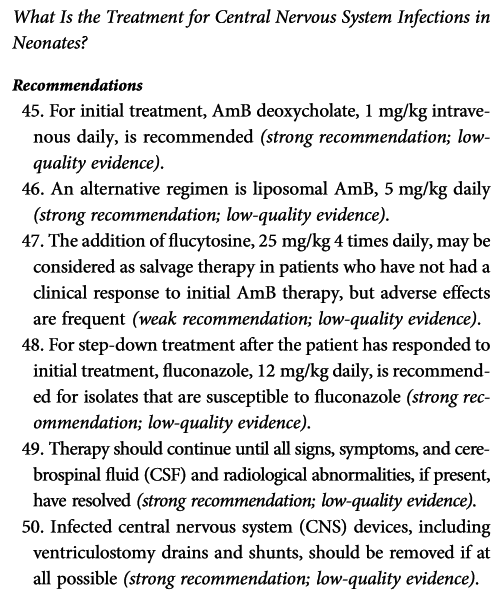 What Is the Treatment for Central Nervous System Infections in
Neonates?
Recommendations
45. For initial treatment, AmB deoxycholate, 1 mg/kg intrave-
nous daily, is recommended (strong recommendation; low-
quality evidence).
46. An alternative regimen is liposomal AmB, 5 mg/kg daily
(strong recommendation; low-quality evidence).
47. The addition of flucytosine, 25 mg/kg 4 times daily, may be
considered as salvage therapy in patients who have not had a
clinical response to initial AmB therapy, but adverse effects
are frequent (weak recommendation; low-quality evidence).
48. For step-down treatment after the patient has responded to
initial treatment, fluconazole, 12 mg/kg daily, is recommend-
ed for isolates that are susceptible to fluconazole (strong rec-
ommendation; low-quality evidence).
49. Therapy should continue until all signs, symptoms, and cere-
brospinal fluid (CSF) and radiological abnormalities, if present,
have resolved (strong recommendation; low-quality evidence).
50. Infected central nervous system (CNS) devices, including
ventriculostomy drains and shunts, should be removed if at
all possible (strong recommendation; low-quality evidence).